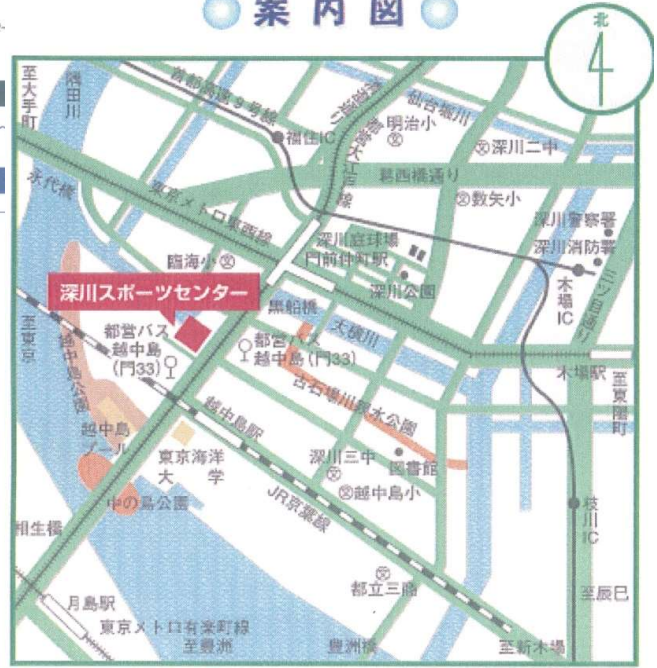 案内図
北
至大手町
隅田川
首都高速9号線
福住IC
都営大江戸線
仙台堀川
明治小
深川二中
葛西橋通り
数矢小
永代橋
東京メトロ東西線
深川庭球場
門前仲町駅
深川警察署
深川消防署
臨海小
深川公園
木場IC
三ツ目通り
深川スポーツセンター
黒船橋
大横川
至東京
越中島公園
都営バス
越中島
(門33)
都営バス
越中島(門33)
木場駅
至東陽町
古石場川親水公園
越中島駅
越中島
プール
東京海洋
大学
深川三中
図書館
越中島小
中の島公園
JR京葉線
枝川IC
相生橋
都立三商
至辰巳
月島駅
東京メトロ有楽町線
至豊洲
豊洲橋
至新木場